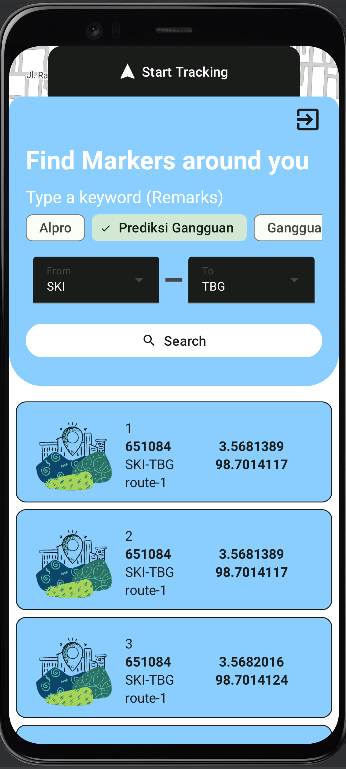 Jl. Ra
Start Tracking
Find Markers around you
Type a keyword (Remarks)
Alpro
Prediksi Gangguan
Ganggua
From
SKI
To
TBG
Search
1
651084 3.5681389
SKI-TBG 98.7014117
route-1
2
651084 3.5681389
SKI-TBG 98.7014117
route-1
3
651084 3.5682016
SKI-TBG 98.7014124
route-1